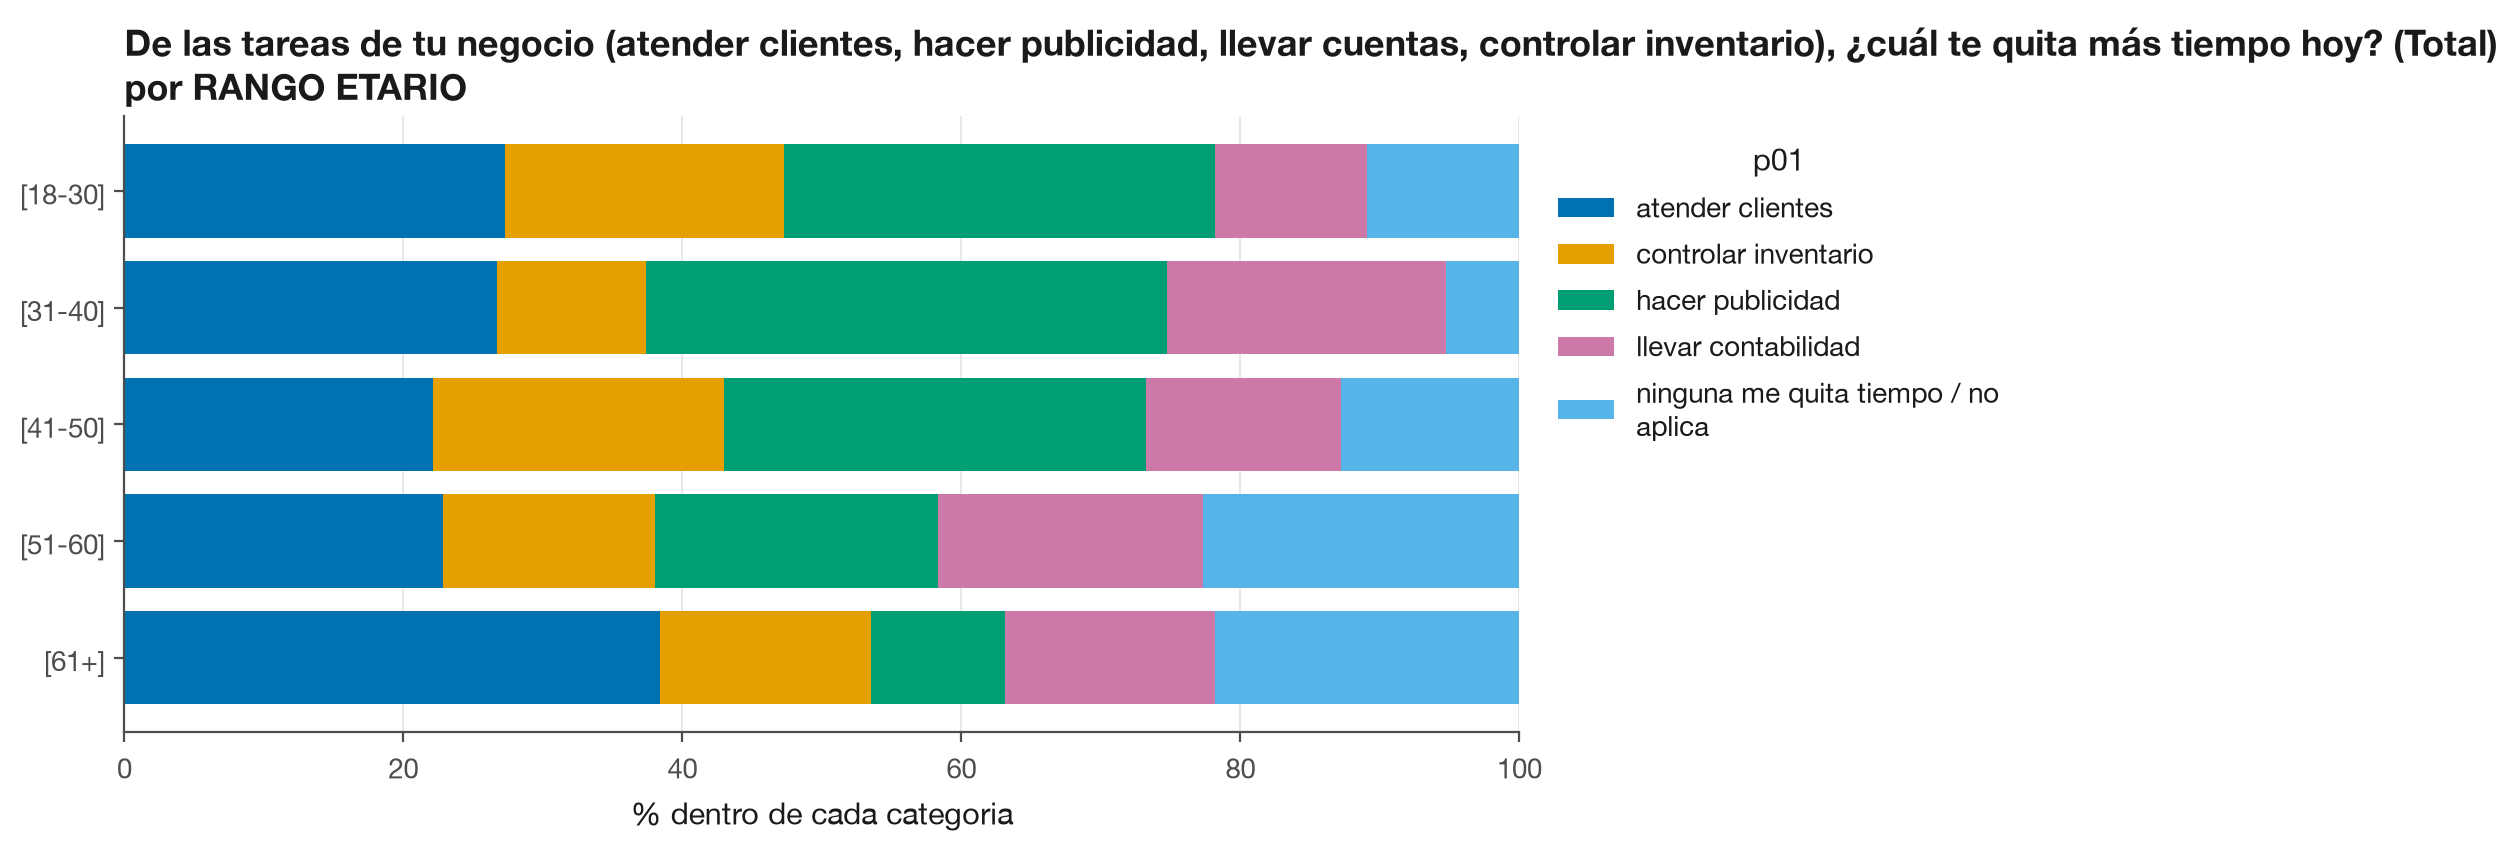 De las tareas de tu negocio (atender clientes, hacer publicidad, llevar cuentas, controlar inventario), ¿cuál te quita más tiempo hoy? (Total)
por RANGO ETARIO
[18-30]
[31-40]
[41-50]
[51-60]
[61+]
0 20 40 60 80 100
% dentro de cada categoria
p01
atender clientes
controlar inventario
hacer publicidad
llevar contabilidad
ninguna me quita tiempo / no
aplica